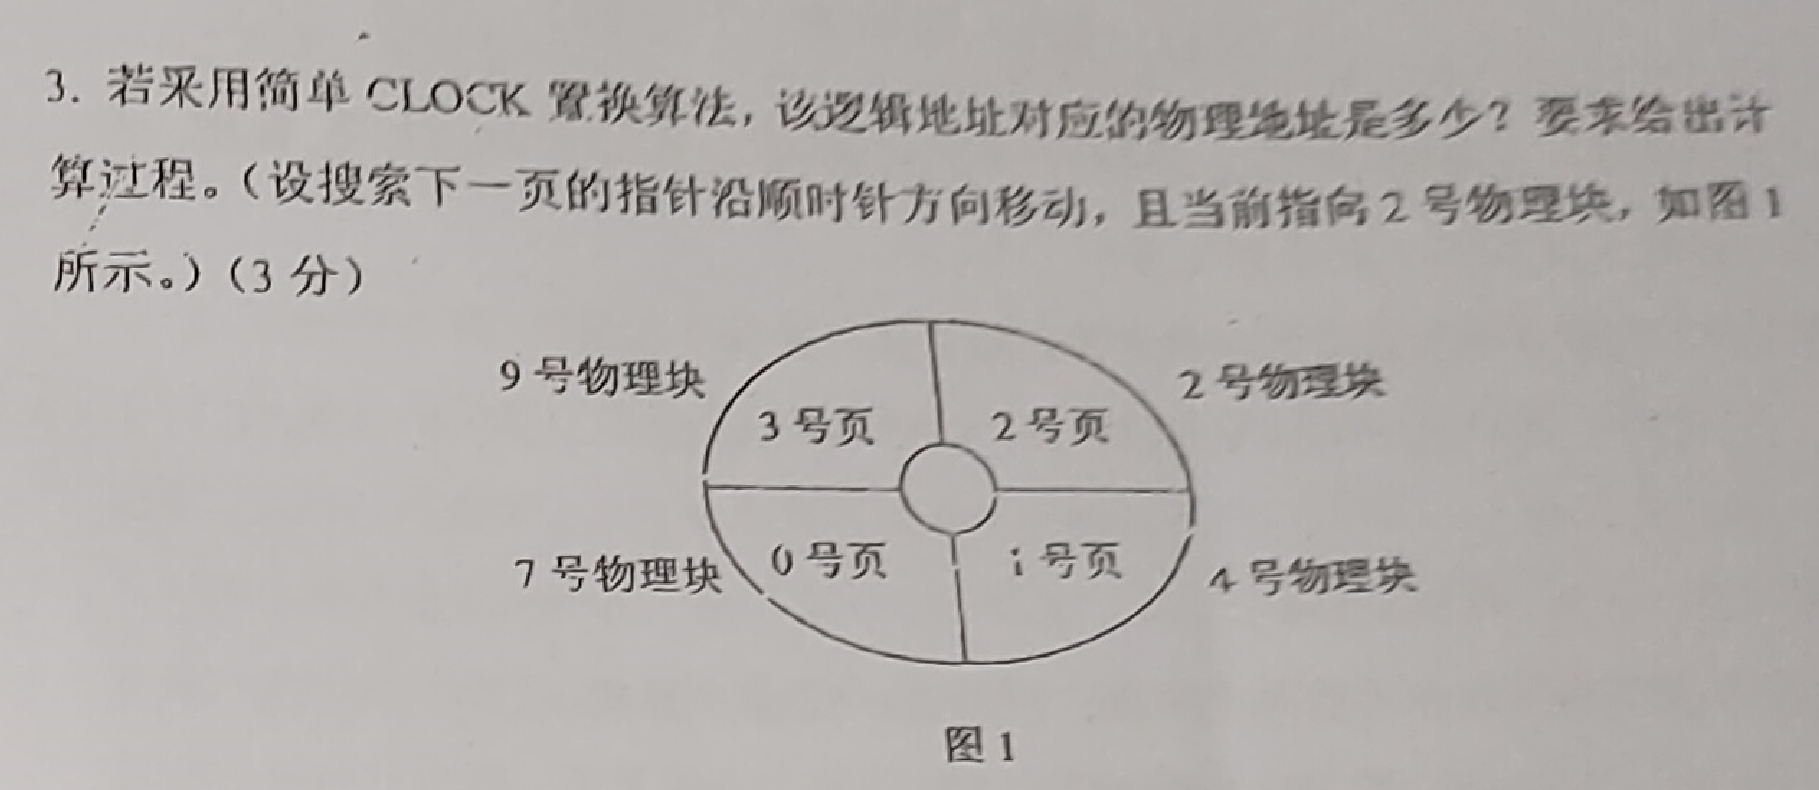 3. 若采用简单 CLOCK 置换算法，该逻辑地址对应的物理地址是多少？要求给出计
算过程。（设搜索下一页的指针沿顺时针方向移动，且当前指向 2 号物理块，如图 1
所示。）（3 分）
9 号物理块
2 号物理块
3 号页
2 号页
0 号页
1 号页
7 号物理块
4 号物理块
图 1